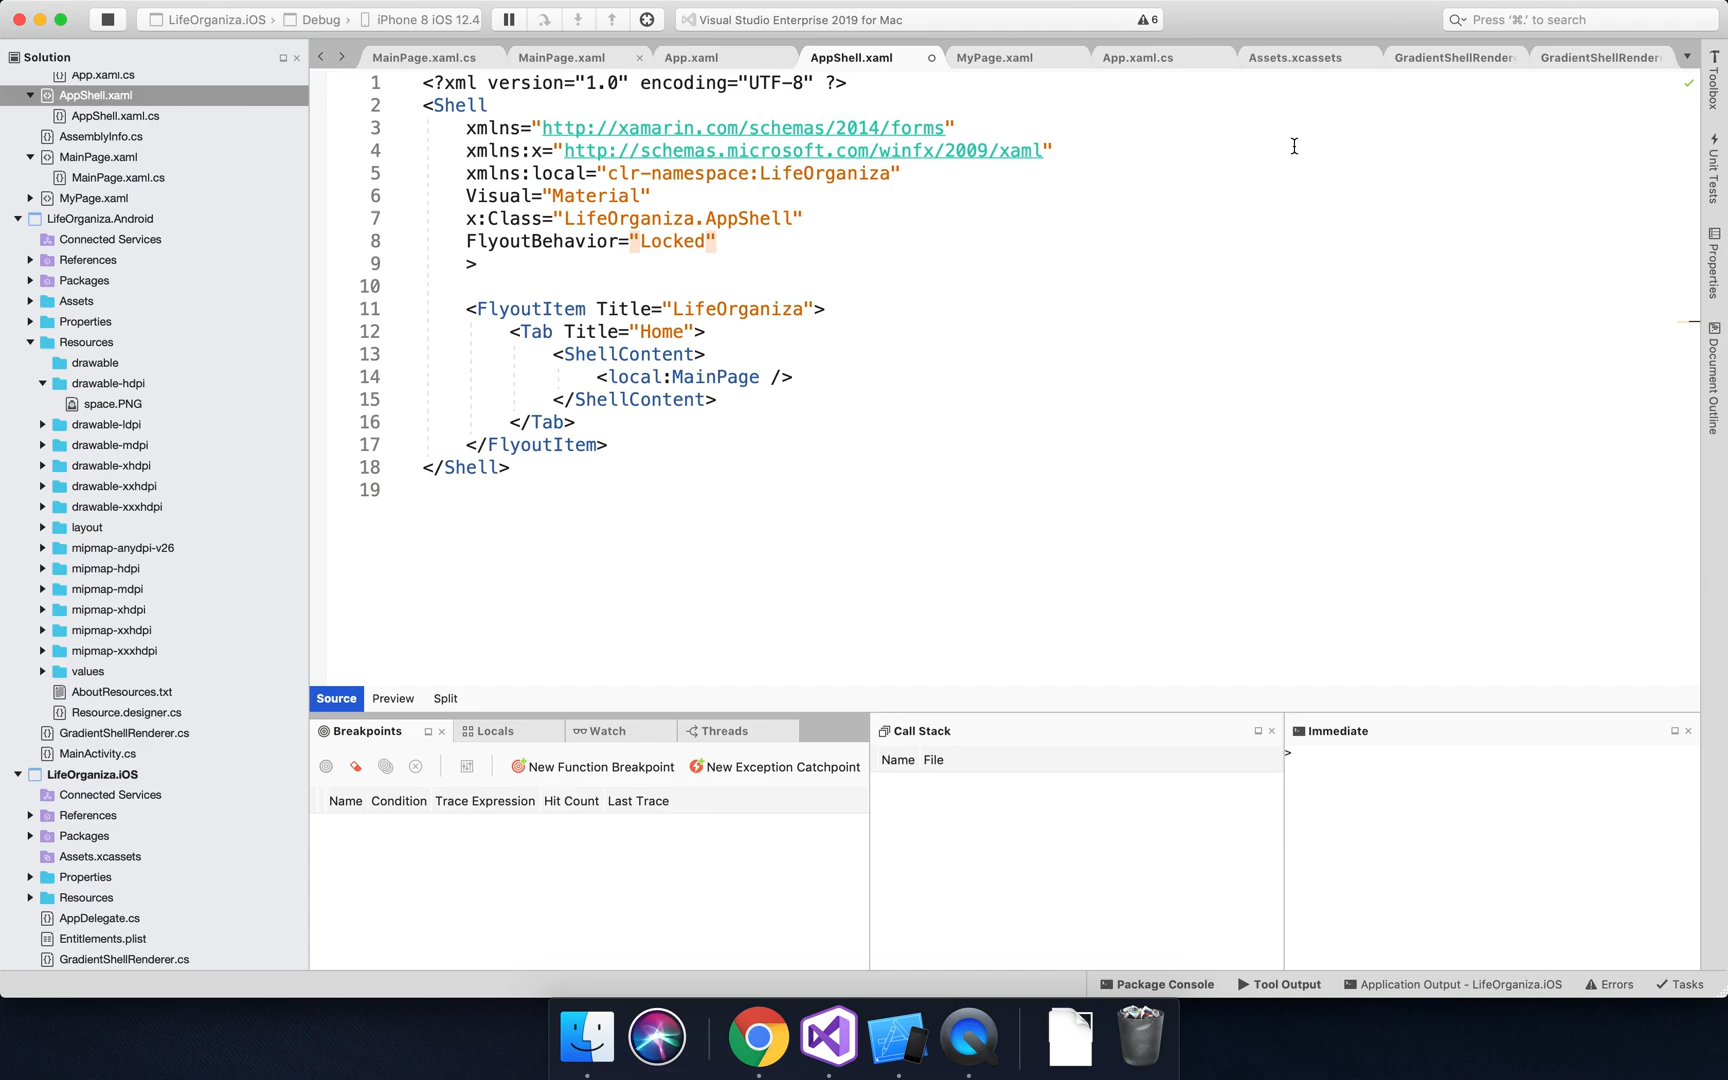 LifeOrganiza.iOS › Debug › iPhone 8 iOS 12.4
Visual Studio Enterprise 2019 for Mac
6
Press '⌘.' to search
Solution
MainPage.xaml.cs
MainPage.xaml
App.xaml
AppShell.xaml
MyPage.xaml
App.xaml.cs
Assets.xcassets
GradientShellRender
GradientShellRender
App.xaml.cs
AppShell.xaml
AppShell.xaml.cs
AssemblyInfo.cs
MainPage.xaml
MainPage.xaml.cs
MyPage.xaml
LifeOrganiza.Android
Connected Services
References
Packages
Assets
Properties
Resources
drawable
drawable-hdpi
space.PNG
drawable-ldpi
drawable-mdpi
drawable-xhdpi
drawable-xxhdpi
drawable-xxxhdpi
layout
mipmap-anydpi-v26
mipmap-hdpi
mipmap-mdpi
mipmap-xhdpi
mipmap-xxhdpi
mipmap-xxxhdpi
values
AboutResources.txt
Resource.designer.cs
GradientShellRenderer.cs
MainActivity.cs
LifeOrganiza.iOS
Connected Services
References
Packages
Assets.xcassets
Properties
Resources
AppDelegate.cs
Entitlements.plist
GradientShellRenderer.cs
1 <?xml version="1.0" encoding="UTF-8" ?>
2 <Shell
3 xmlns="http://xamarin.com/schemas/2014/forms"
4 xmlns:x="http://schemas.microsoft.com/winfx/2009/xaml"
5 xmlns:local="clr-namespace:LifeOrganiza"
6 Visual="Material"
7 x:Class="LifeOrganiza.AppShell"
8 FlyoutBehavior="Locked"
9 >
10
11 <FlyoutItem Title="LifeOrganiza">
12 <Tab Title="Home">
13 <ShellContent>
14 <local:MainPage />
15 </ShellContent>
16 </Tab>
17 </FlyoutItem>
18 </Shell>
19
Toolbox
Unit Tests
Properties
Document Outline
Source Preview Split
Breakpoints
Locals
Watch
Threads
New Function Breakpoint
New Exception Catchpoint
Name Condition Trace Expression Hit Count Last Trace
Call Stack
Name File
Immediate
>
Package Console
Tool Output
Application Output - LifeOrganiza.iOS
Errors
Tasks